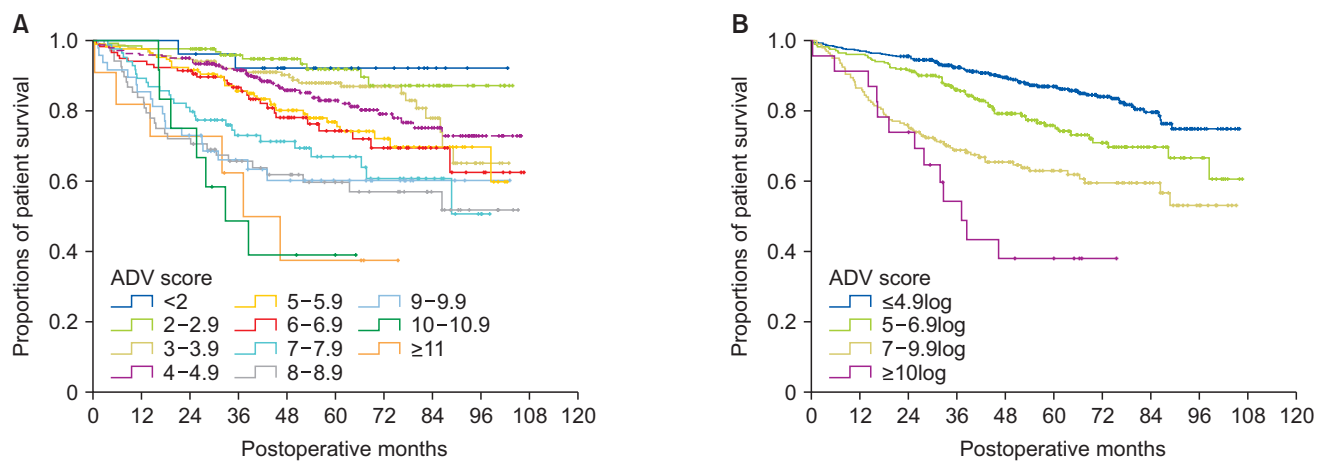 A
Proportions of patient survival
1.0
0.8
0.6
0.4
0.2
0
ADV score
<2
2−2.9
3−3.9
4−4.9
5−5.9
6−6.9
7−7.9
8−8.9
9−9.9
10−10.9
≥11
0 12 24 36 48 60 72 84 96 108 120
Postoperative months
B
Proportions of patient survival
1.0
0.8
0.6
0.4
0.2
0
ADV score
≤4.9log
5−6.9log
7−9.9log
≥10log
0 12 24 36 48 60 72 84 96 108 120
Postoperative months